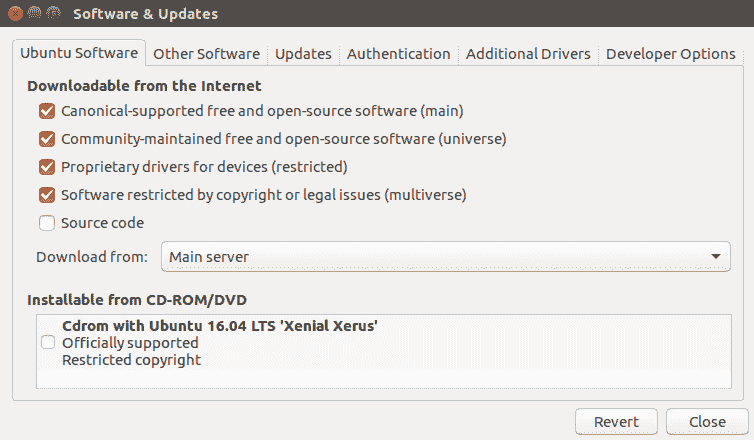 Software & Updates
Ubuntu Software
Other Software
Updates
Authentication
Additional Drivers
Developer Options
Downloadable from the Internet
Canonical-supported free and open-source software (main)
Community-maintained free and open-source software (universe)
Proprietary drivers for devices (restricted)
Software restricted by copyright or legal issues (multiverse)
Source code
Download from: Main server
Installable from CD-ROM/DVD
Cdrom with Ubuntu 16.04 LTS 'Xenial Xerus'
Officially supported
Restricted copyright
Revert
Close